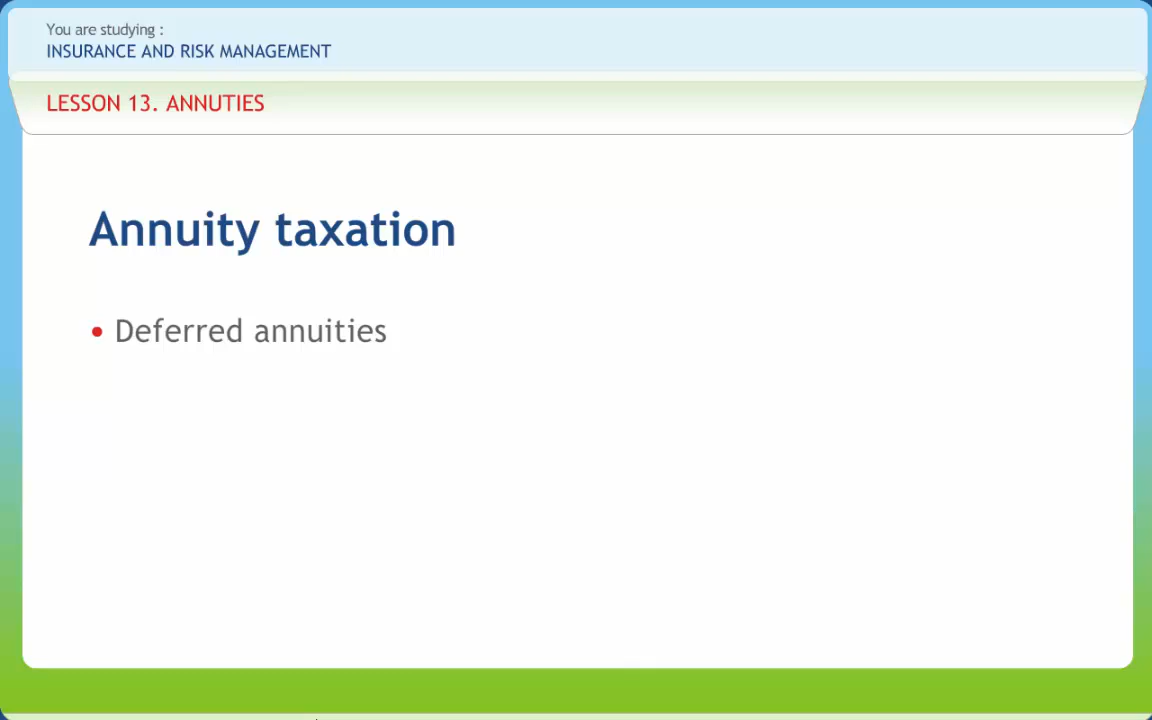 You are studying :
INSURANCE AND RISK MANAGEMENT
LESSON 13. ANNUTIES
Annuity taxation
• Deferred annuities